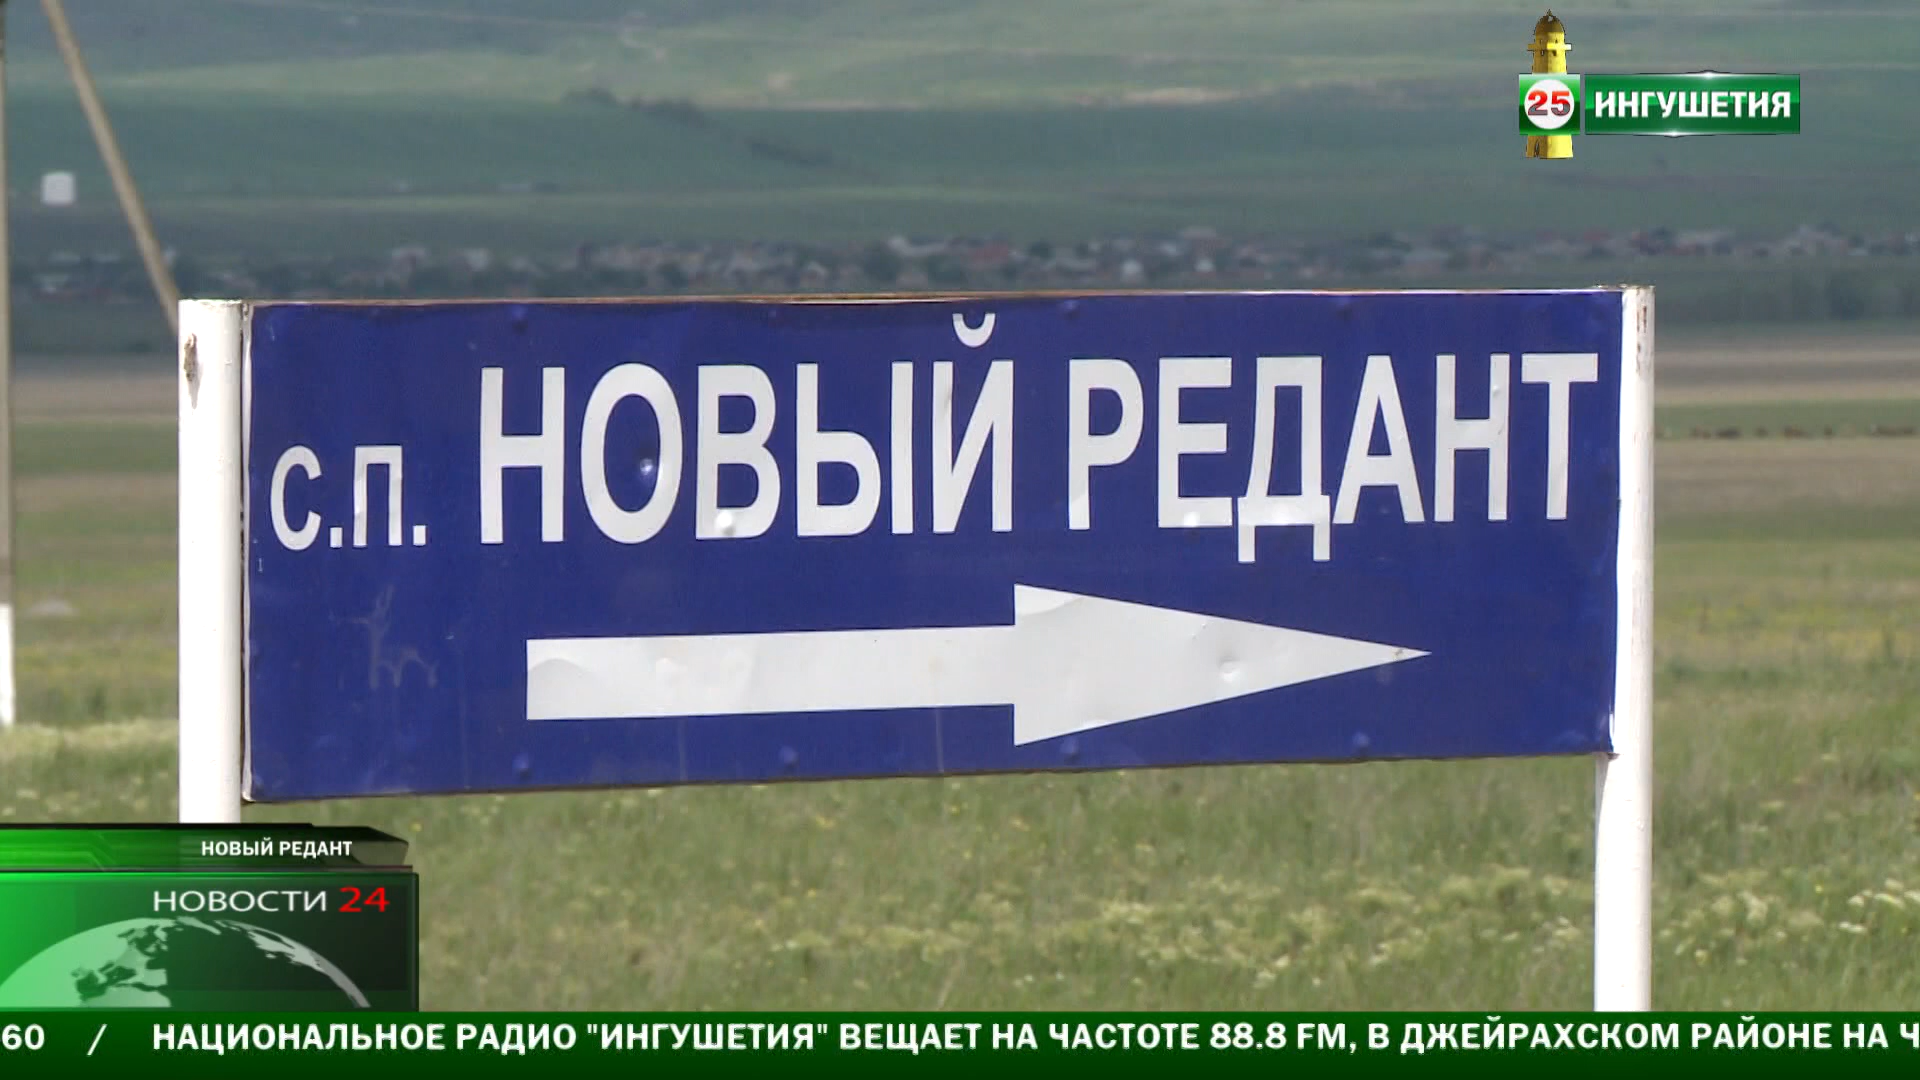 25 ИНГУШЕТИЯ
с.п. НОВЫЙ РЕДАНТ
НОВЫЙ РЕДАНТ
НОВОСТИ 24
60 / НАЦИОНАЛЬНОЕ РАДИО "ИНГУШЕТИЯ" ВЕЩАЕТ НА ЧАСТОТЕ 88.8 FM, В ДЖЕЙРАХСКОМ РАЙОНЕ НА Ч